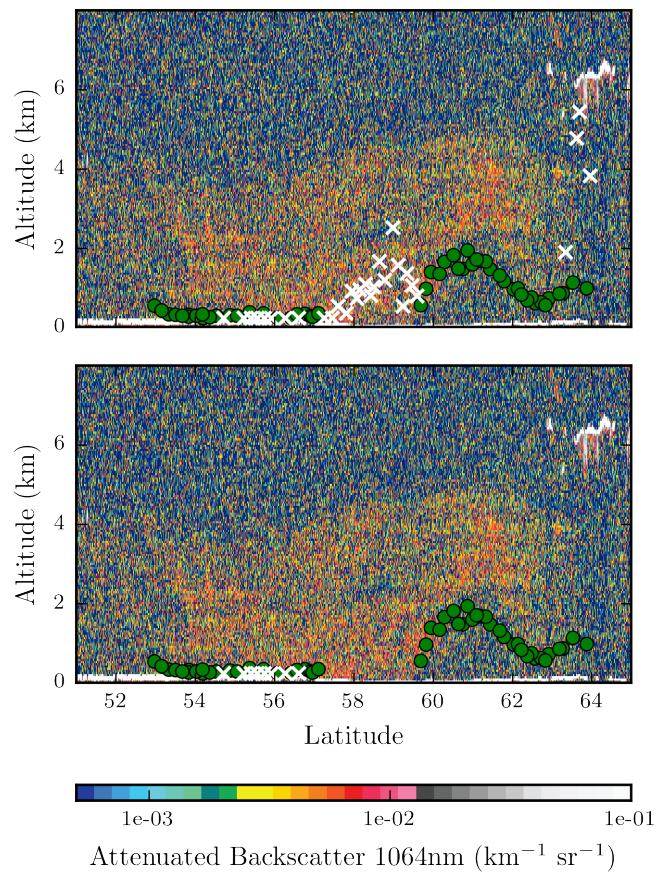 6
4
2
0
Altitude (km)
6
4
2
0
Altitude (km)
52 54 56 58 60 62 64
Latitude
1e-03 1e-02 1e-01
Attenuated Backscatter 1064nm (km⁻¹ sr⁻¹)